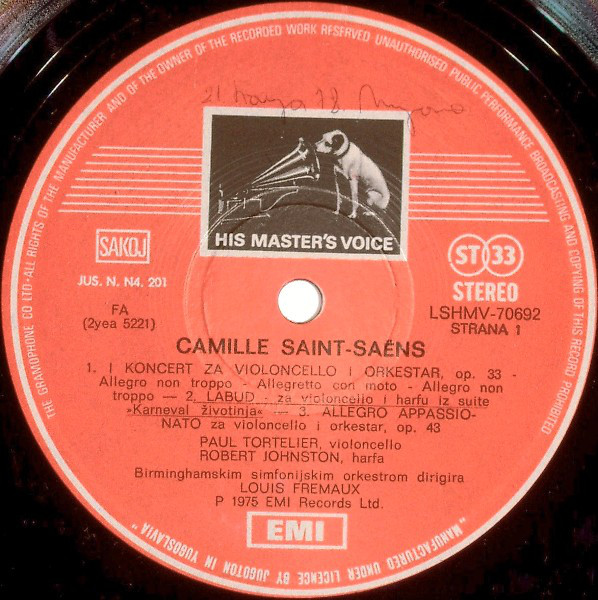 THE GRAMOPHONE CO LTD·ALL RIGHTS OF THE MANUFACTURER AND OF THE OWNER OF THE RECORDED WORK RESERVED UNAUTHORISED PUBLIC PERFORMANCE BROADCASTING AND COPYING OF THIS RECORD PROHIBITED
21
HIS MASTER'S VOICE
SAKOJ
ST 33
JUS. N. N4. 201
STEREO
FA
(2yea 5221)
LSHMV-70692
STRANA 1
CAMILLE SAINT-SAËNS
1. I KONCERT ZA VIOLONCELLO I ORKESTAR, op. 33 -
Allegro non troppo - Allegretto con moto - Allegro non
troppo — 2. LABUD - za violoncello i harfu iz suite
»Karneval životinja« — 3. ALLEGRO APPASSIO-
NATO za violoncello i orkestar, op. 43
PAUL TORTELIER, violoncello
ROBERT JOHNSTON, harfa
Birminghamskim simfonijskim orkestrom dirigira
LOUIS FREMAUX
P 1975 EMI Records Ltd.
EMI
"MANUFACTURED UNDER LICENCE BY JUGOTON IN YUGOSLAVIA"